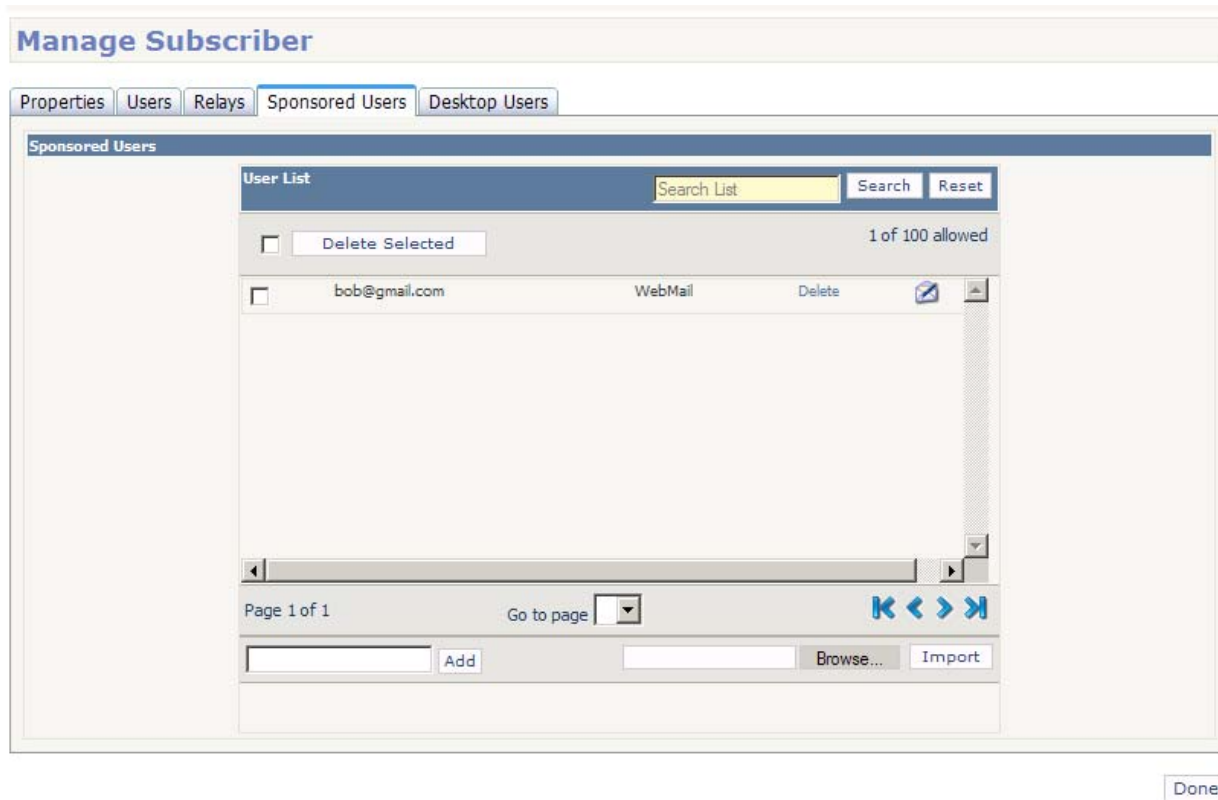 Manage Subscriber
Properties Users Relays Sponsored Users Desktop Users
Sponsored Users
User List Search List Search Reset
Delete Selected 1 of 100 allowed
bob@gmail.com WebMail Delete
Page 1 of 1 Go to page
Add Browse... Import
Done